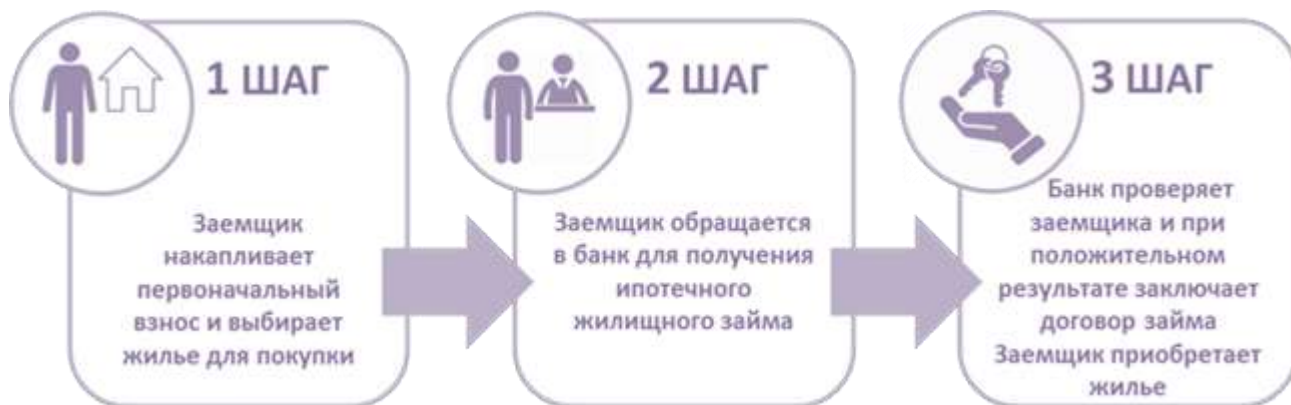 1 ШАГ
Заемщик
накапливает
первоначальный
взнос и выбирает
жилье для покупки
2 ШАГ
Заемщик обращается
в банк для получения
ипотечного
жилищного займа
3 ШАГ
Банк проверяет
заемщика и при
положительном
результате заключает
договор займа
Заемщик приобретает
жилье